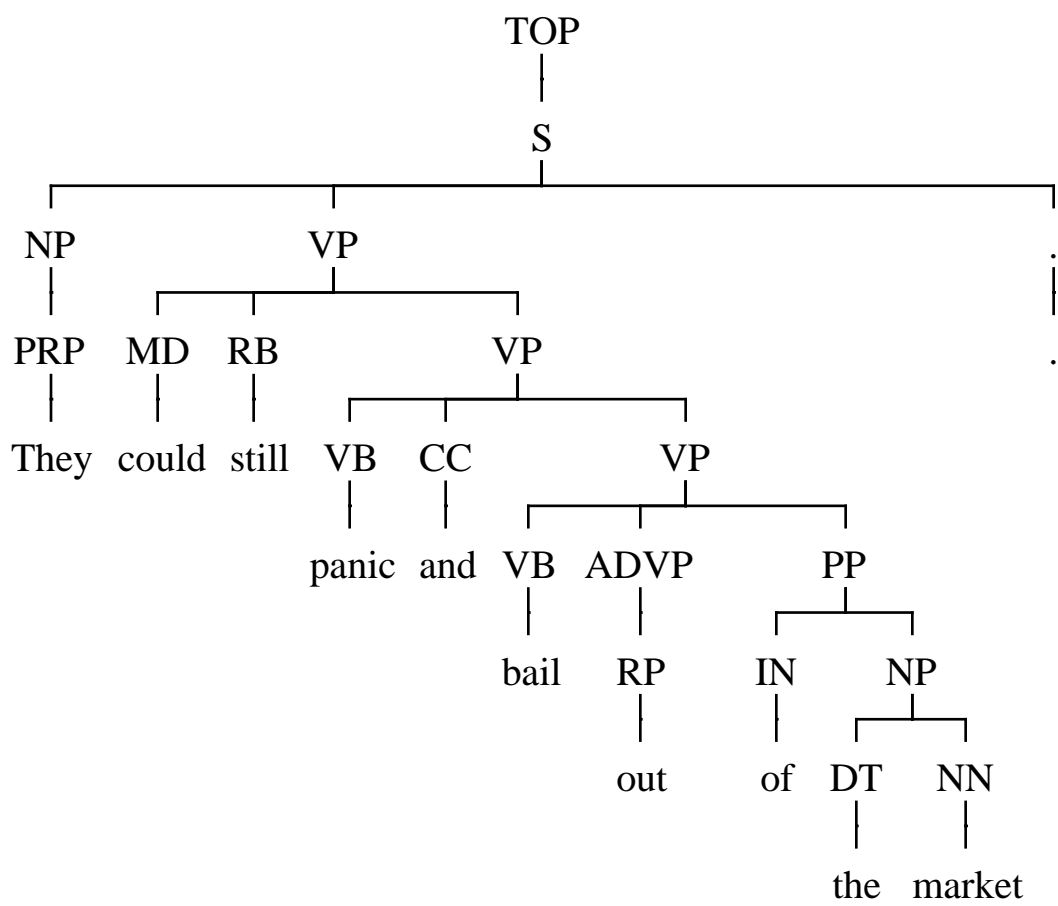 TOP
S
NP VP .
PRP MD RB VP .
They could still VB CC VP
panic and VB ADVP PP
bail RP IN NP
out of DT NN
the market